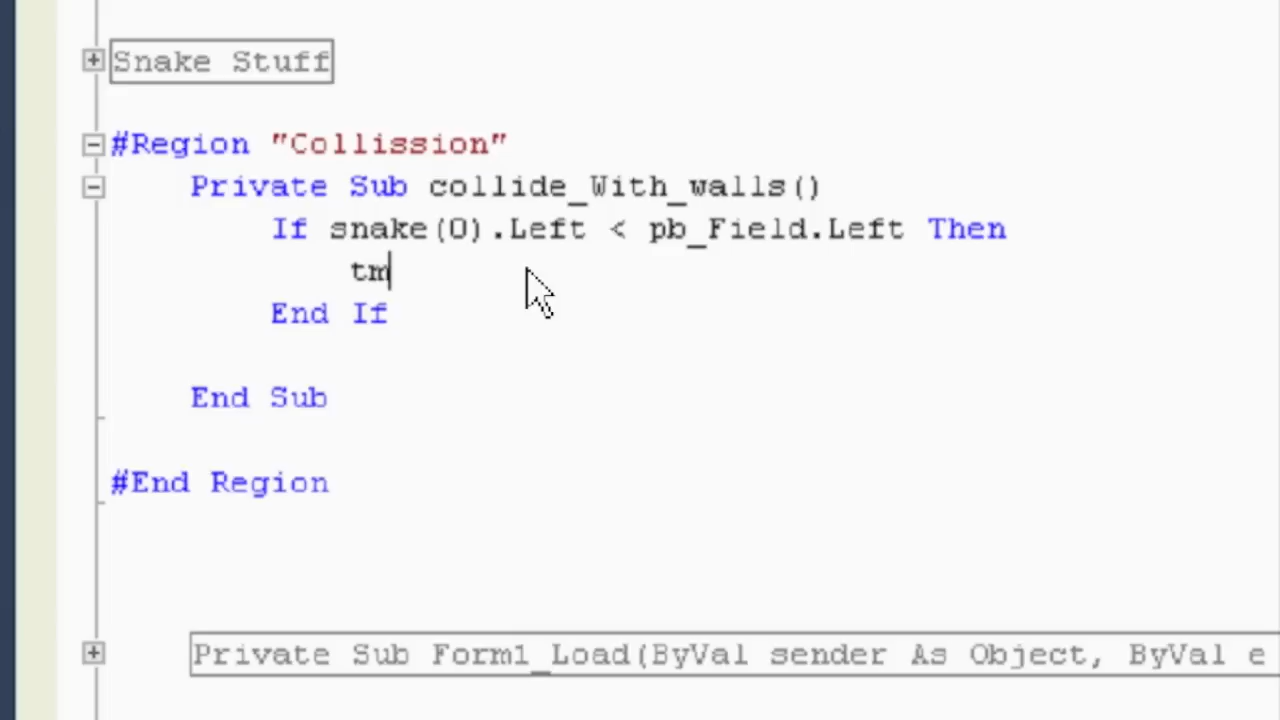 Snake Stuff
#Region "Collission"
Private Sub collide_With_walls()
If snake(0).Left < pb_Field.Left Then
tm
End If
End Sub
#End Region
Private Sub Form1_Load(ByVal sender As Object, ByVal e